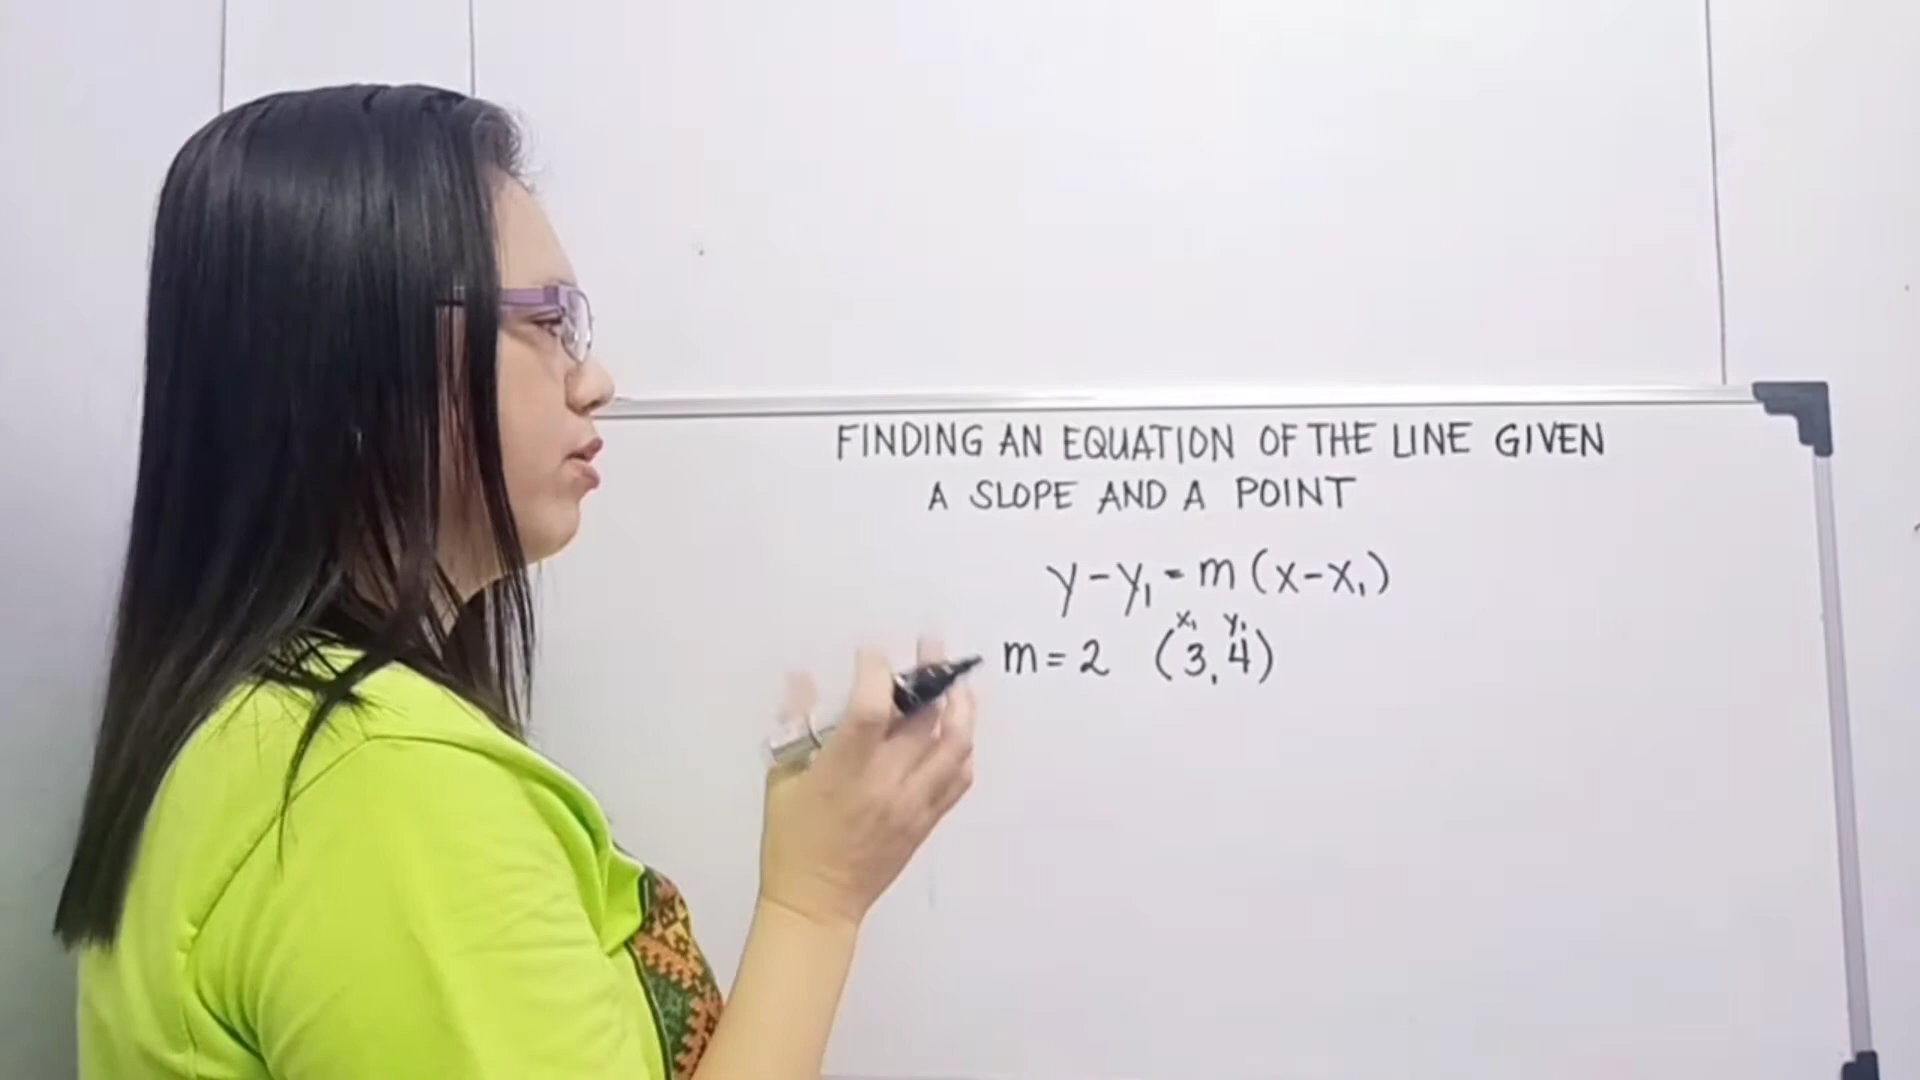 FINDING AN EQUATION OF THE LINE GIVEN
A SLOPE AND A POINT
y-y₁ = m(x-x₁)
x₁ y₁
m=2 (3,4)